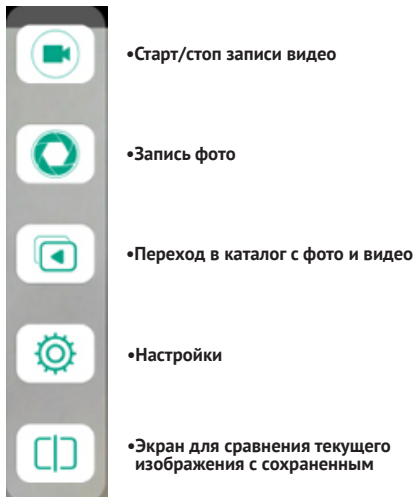 •Старт/стоп записи видео
•Запись фото
•Переход в каталог с фото и видео
•Настройки
•Экран для сравнения текущего
изображения с сохраненным